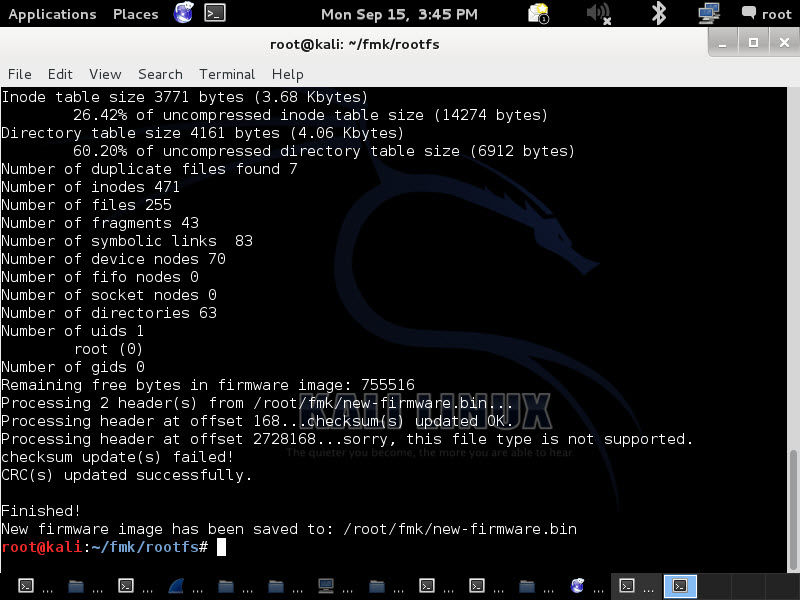 Applications Places Mon Sep 15, 3:45 PM 1 root
root@kali: ~/fmk/rootfs
File Edit View Search Terminal Help
Inode table size 3771 bytes (3.68 Kbytes)
26.42% of uncompressed inode table size (14274 bytes)
Directory table size 4161 bytes (4.06 Kbytes)
60.20% of uncompressed directory table size (6912 bytes)
Number of duplicate files found 7
Number of inodes 471
Number of files 255
Number of fragments 43
Number of symbolic links  83
Number of device nodes 70
Number of fifo nodes 0
Number of socket nodes 0
Number of directories 63
Number of uids 1
root (0)
Number of gids 0
Remaining free bytes in firmware image: 755516
Processing 2 header(s) from /root/fmk/new-firmware.bin...
KALI LINUX
Processing header at offset 168...checksum(s) updated OK.
Processing header at offset 2728168...sorry, this file type is not supported.
The quieter you become, the more you are able to hear
checksum update(s) failed!
CRC(s) updated successfully.
Finished!
New firmware image has been saved to: /root/fmk/new-firmware.bin
root@kali:~/fmk/rootfs#
... ... ... ... ... ... ... ... ... ... ... ... ...